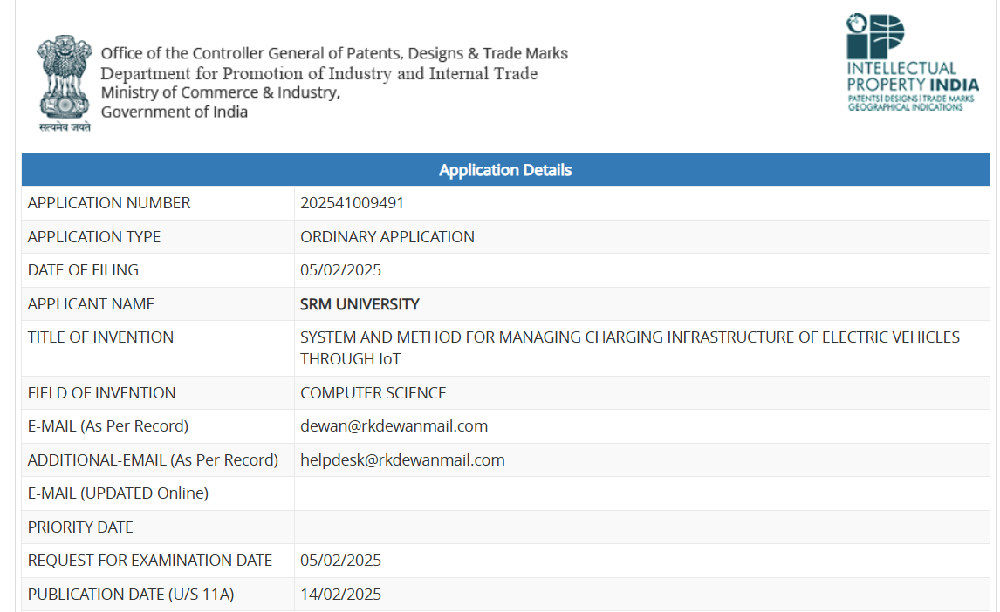 Office of the Controller General of Patents, Designs & Trade Marks
Department for Promotion of Industry and Internal Trade
Ministry of Commerce & Industry,
Government of India
सत्यमेव जयते
INTELLECTUAL
PROPERTY INDIA
PATENTS | DESIGNS | TRADE MARKS
GEOGRAPHICAL INDICATIONS
Application Details
APPLICATION NUMBER 202541009491
APPLICATION TYPE ORDINARY APPLICATION
DATE OF FILING 05/02/2025
APPLICANT NAME SRM UNIVERSITY
TITLE OF INVENTION SYSTEM AND METHOD FOR MANAGING CHARGING INFRASTRUCTURE OF ELECTRIC VEHICLES
THROUGH IoT
FIELD OF INVENTION COMPUTER SCIENCE
E-MAIL (As Per Record) dewan@rkdewanmail.com
ADDITIONAL-EMAIL (As Per Record) helpdesk@rkdewanmail.com
E-MAIL (UPDATED Online)
PRIORITY DATE
REQUEST FOR EXAMINATION DATE 05/02/2025
PUBLICATION DATE (U/S 11A) 14/02/2025